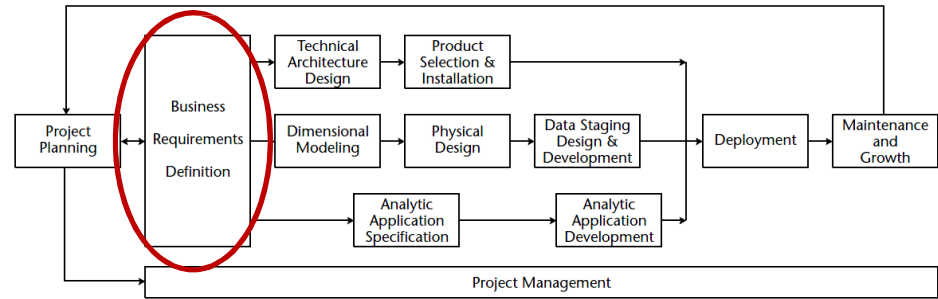 Project
Planning
Business
Requirements
Definition
Technical
Architecture
Design
Product
Selection &
Installation
Dimensional
Modeling
Physical
Design
Data Staging
Design &
Development
Analytic
Application
Specification
Analytic
Application
Development
Deployment
Maintenance
and
Growth
Project Management